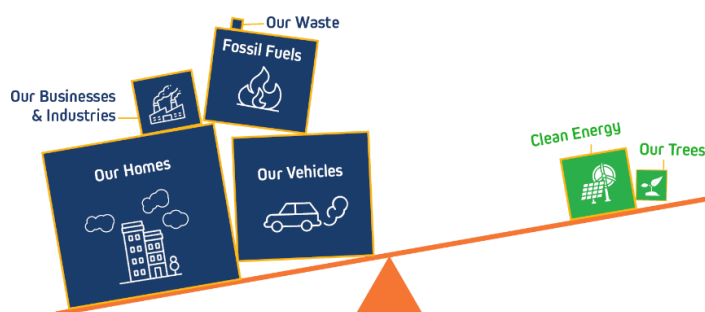 Our Waste
Fossil Fuels
Our Businesses
& Industries
Our Homes
Our Vehicles
Clean Energy
Our Trees